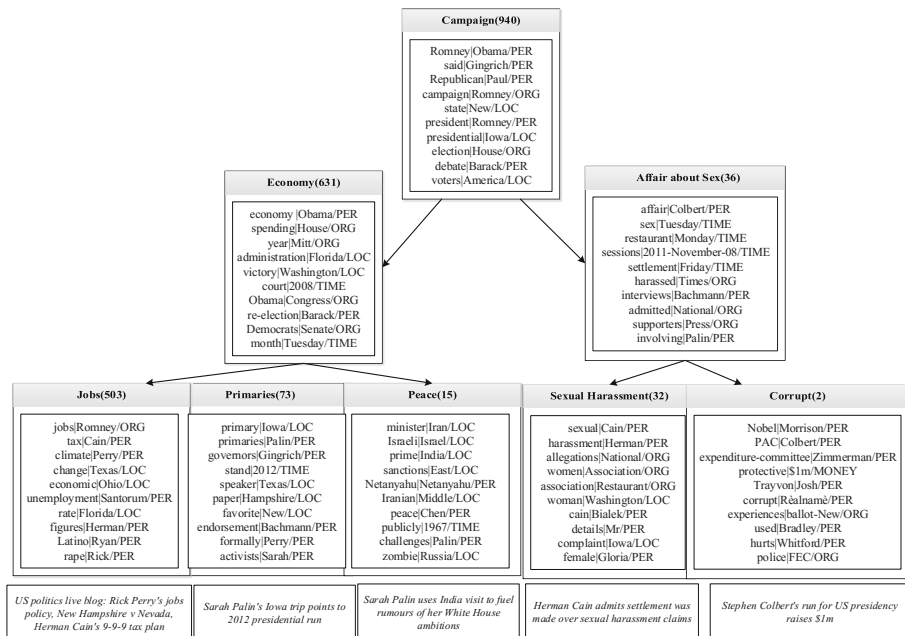 Campaign(940)
Romney|Obama/PER
said|Gingrich/PER
Republican|Paul/PER
campaign|Romney/ORG
state|New/LOC
president|Romney/PER
presidential|Iowa/LOC
election|House/ORG
debate|Barack/PER
voters|America/LOC
Economy(631)
economy |Obama/PER
spending|House/ORG
year|Mitt/ORG
administration|Florida/LOC
victory|Washington/LOC
court|2008/TIME
Obama|Congress/ORG
re-election|Barack/PER
Democrats|Senate/ORG
month|Tuesday/TIME
Affair about Sex(36)
affair|Colbert/PER
sex|Tuesday/TIME
restaurant|Monday/TIME
sessions|2011-November-08/TIME
settlement|Friday/TIME
harassed|Times/ORG
interviews|Bachmann/PER
admitted|National/ORG
supporters|Press/ORG
involving|Palin/PER
Jobs(503)
jobs|Romney/ORG
tax|Cain/PER
climate|Perry/PER
change|Texas/LOC
economic|Ohio/LOC
unemployment|Santorum/PER
rate|Florida/LOC
figures|Herman/PER
Latino|Ryan/PER
rape|Rick/PER
Primaries(73)
primary|Iowa/LOC
primaries|Palin/PER
governors|Gingrich/PER
stand|2012/TIME
speaker|Texas/LOC
paper|Hampshire/LOC
favorite|New/LOC
endorsement|Bachmann/PER
formally|Perry/PER
activists|Sarah/PER
Peace(15)
minister|Iran/LOC
Israeli|Israel/LOC
prime|India/LOC
sanctions|East/LOC
Netanyahu|Netanyahu/PER
Iranian|Middle/LOC
peace|Chen/PER
publicly|1967/TIME
challenges|Palin/PER
zombie|Russia/LOC
Sexual Harassment(32)
sexual|Cain/PER
harassment|Herman/PER
allegations|National/ORG
women|Association/ORG
association|Restaurant/ORG
woman|Washington/LOC
cain|Bialek/PER
details|Mr/PER
complaint|Iowa/LOC
female|Gloria/PER
Corrupt(2)
Nobel|Morrison/PER
PAC|Colbert/PER
expenditure-committee|Zimmerman/PER
protective|$1m/MONEY
Trayvon|Josh/PER
corrupt|Rèalnamè/PER
experiences|ballot-New/ORG
used|Bradley/PER
hurts|Whitford/PER
police|FEC/ORG
US politics live blog: Rick Perry's jobs
policy, New Hampshire v Nevada,
Herman Cain's 9-9-9 tax plan
Sarah Palin's Iowa trip points to
2012 presidential run
Sarah Palin uses India visit to fuel
rumours of her White House
ambitions
Herman Cain admits settlement was
made over sexual harassment claims
Stephen Colbert's run for US presidency
raises $1m